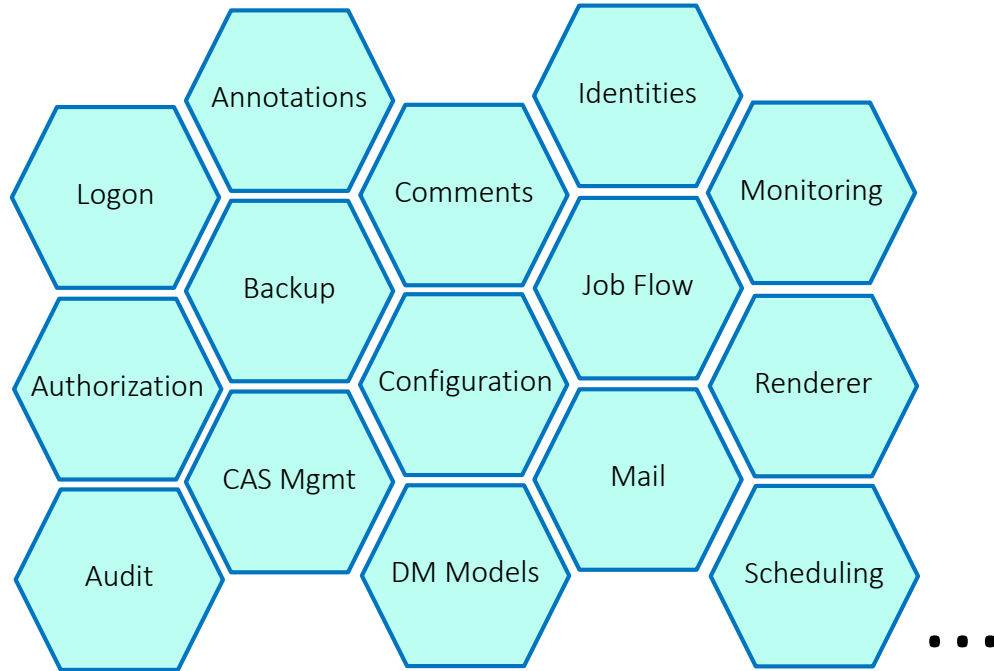 Annotations
Identities
Logon
Comments
Monitoring
Backup
Job Flow
Authorization
Configuration
Renderer
CAS Mgmt
Mail
Audit
DM Models
Scheduling
...